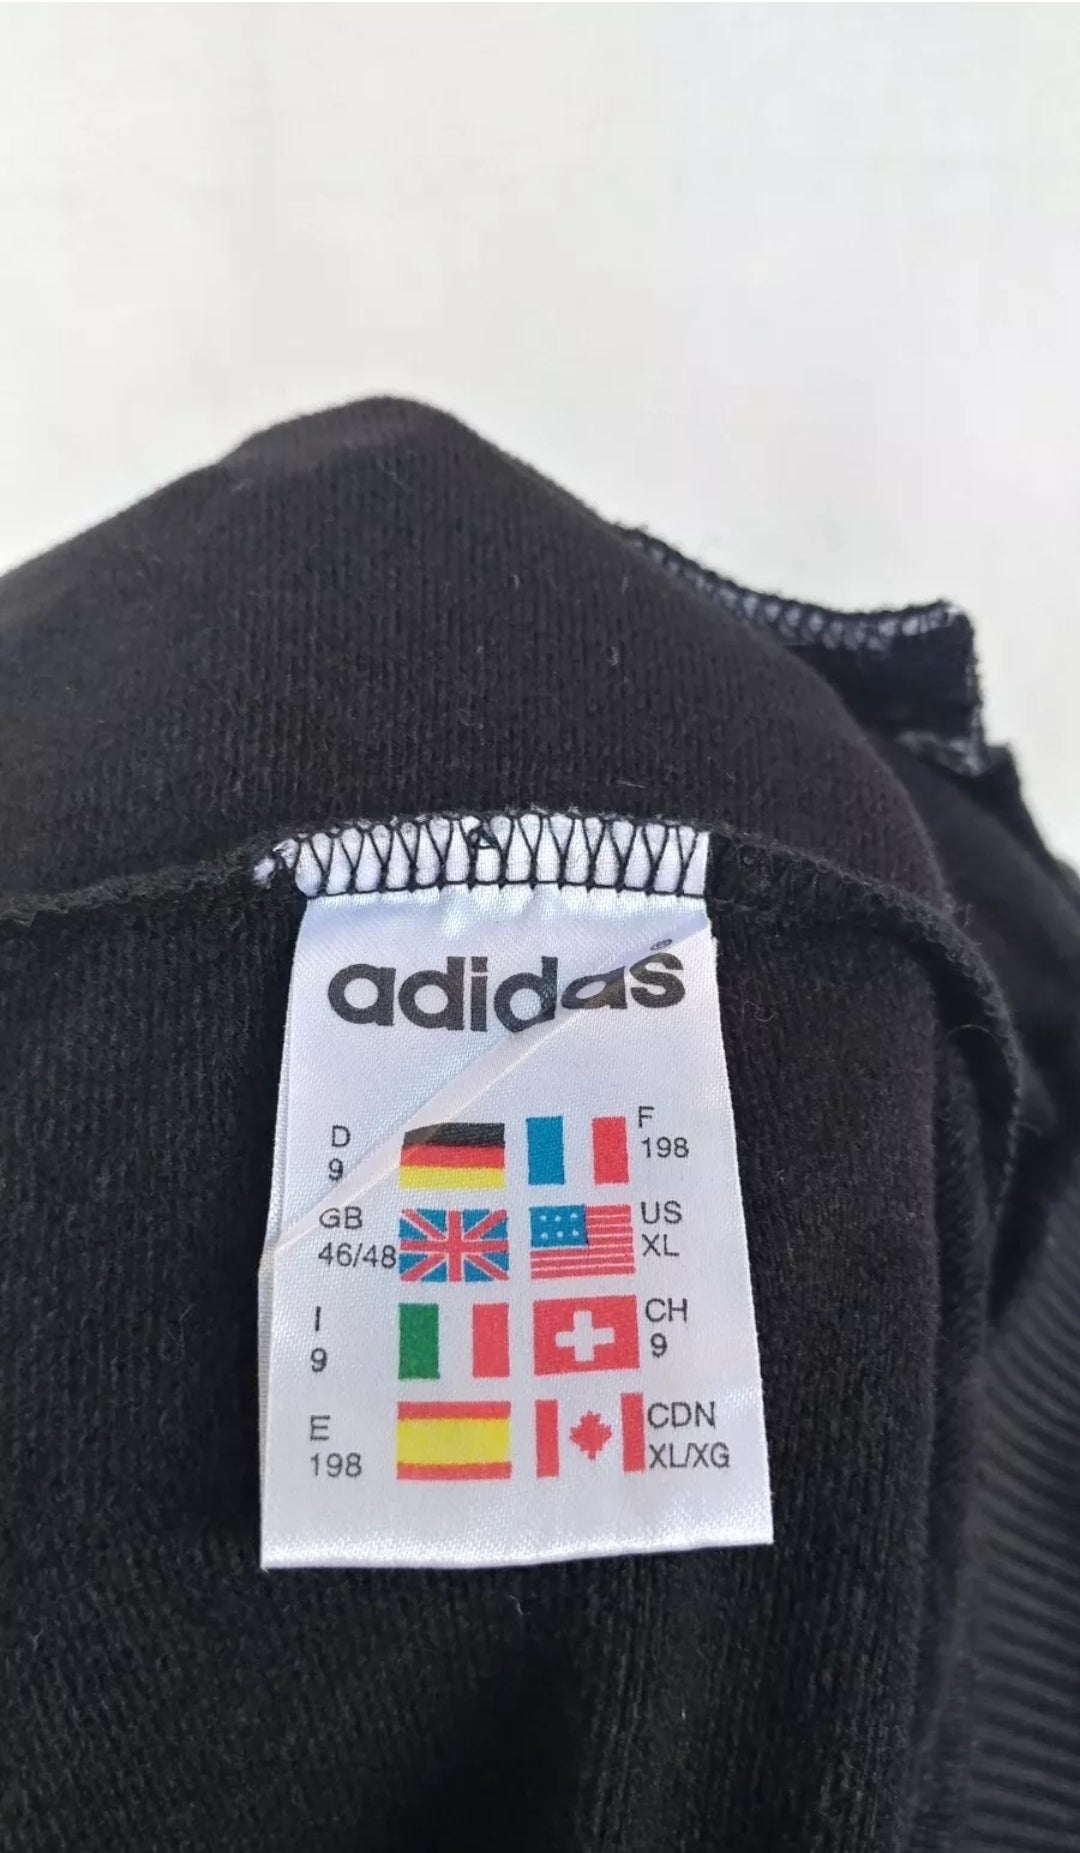 adidas®
D
9
F
198
GB
46/48
US
XL
I
9
CH
9
E
198
CDN
XL/XG